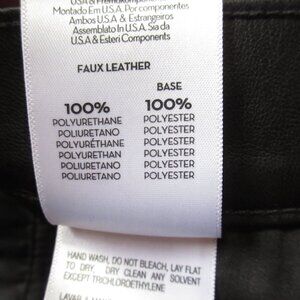 Montado Em U.S.A. Por componentes
Ambos U.S.A & Estrangeiros
Assemblato In U.S.A. Sia da
U.S.A & Esteri Components
FAUX LEATHER
BASE
100% 100%
POLYURETHANE POLYESTER
POLIURETANO POLIESTER
POLYURÉTHANE POLYESTER
POLYURETHAN POLYESTER
POLIURETANO POLIESTER
POLIURETANO POLIESTER
HAND WASH, DO NOT BLEACH, LAY FLAT
TO DRY. DRY CLEAN ANY SOLVENT
EXCEPT TRICHLOROETHYLENE